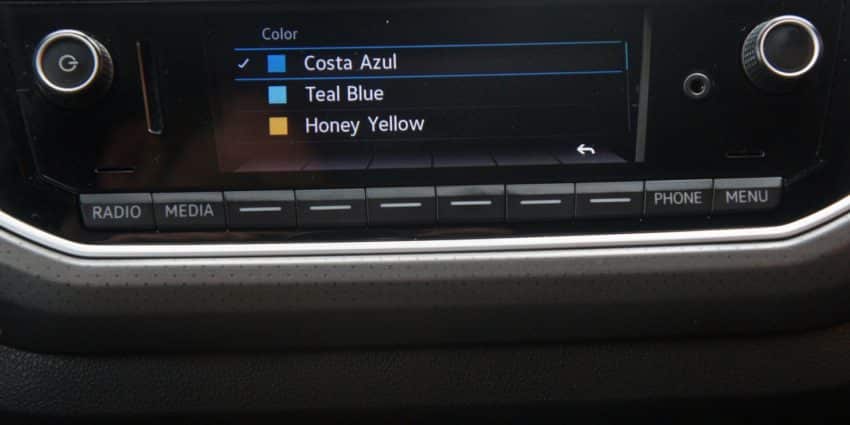 Color
Costa Azul
Teal Blue
Honey Yellow
RADIO MEDIA PHONE MENU